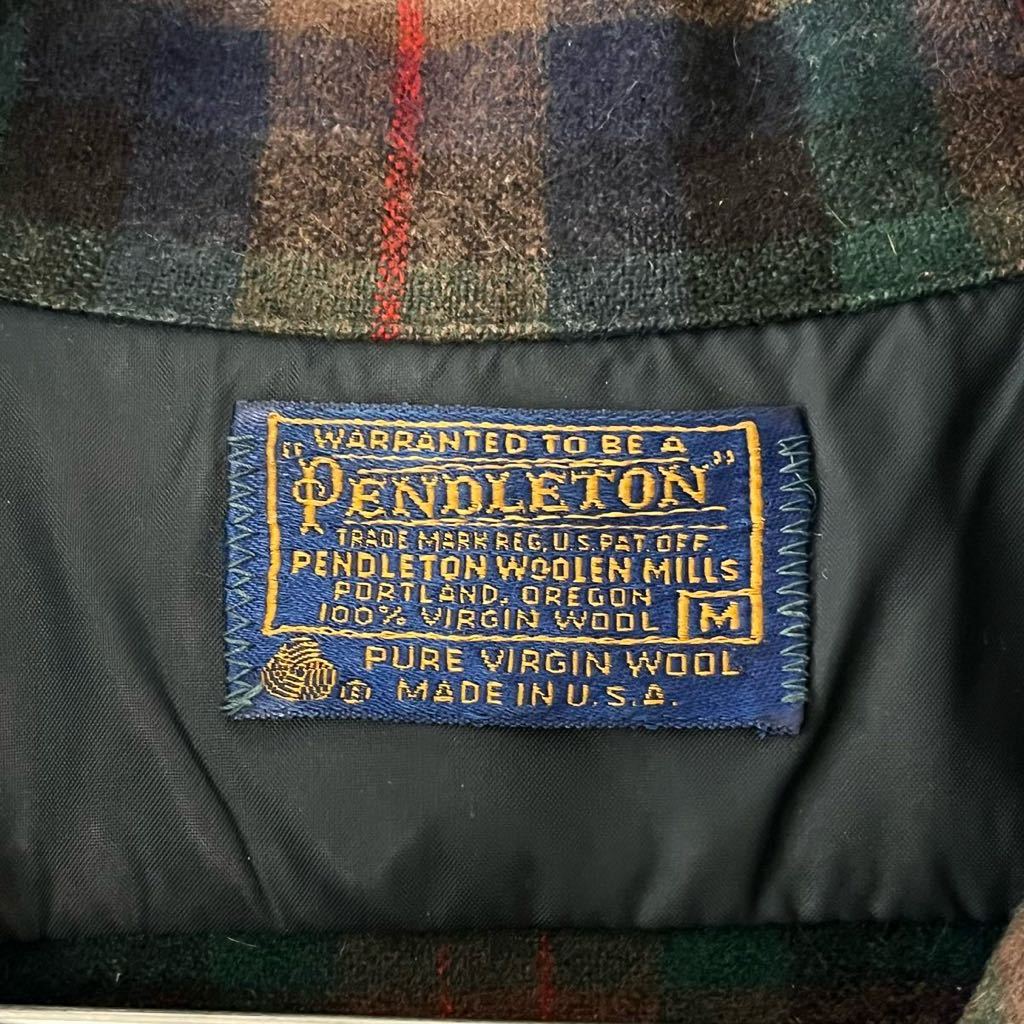 WARRANTED TO BE A
"PENDLETON"
TRADE MARK REG. U.S. PAT. OFF.
PENDLETON WOOLEN MILLS
PORTLAND, OREGON
100% VIRGIN WOOL M
PURE VIRGIN WOOL
® MADE IN U.S.A.